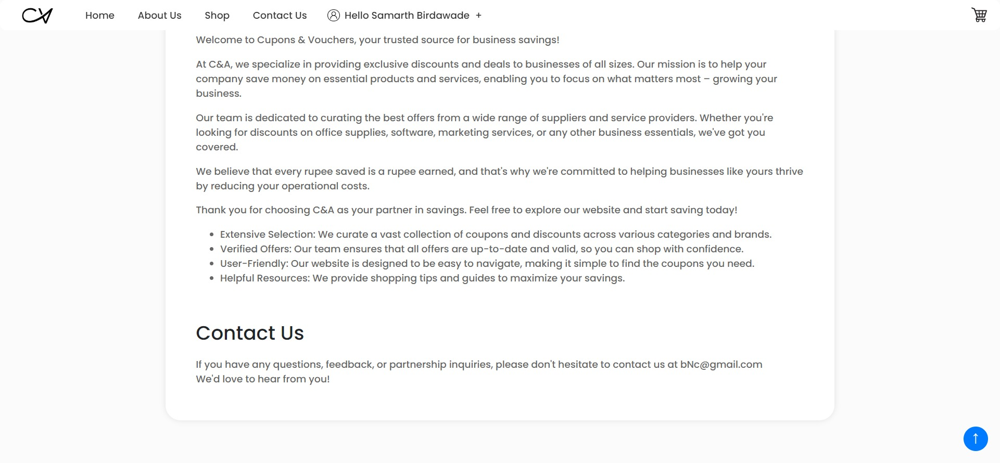 CA
Home
About Us
Shop
Contact Us
Hello Samarth Birdawade +
Welcome to Cupons & Vouchers, your trusted source for business savings!
At C&A, we specialize in providing exclusive discounts and deals to businesses of all sizes. Our mission is to help your
company save money on essential products and services, enabling you to focus on what matters most – growing your
business.
Our team is dedicated to curating the best offers from a wide range of suppliers and service providers. Whether you're
looking for discounts on office supplies, software, marketing services, or any other business essentials, we've got you
covered.
We believe that every rupee saved is a rupee earned, and that's why we're committed to helping businesses like yours thrive
by reducing your operational costs.
Thank you for choosing C&A as your partner in savings. Feel free to explore our website and start saving today!
• Extensive Selection: We curate a vast collection of coupons and discounts across various categories and brands.
• Verified Offers: Our team ensures that all offers are up-to-date and valid, so you can shop with confidence.
• User-Friendly: Our website is designed to be easy to navigate, making it simple to find the coupons you need.
• Helpful Resources: We provide shopping tips and guides to maximize your savings.
Contact Us
If you have any questions, feedback, or partnership inquiries, please don't hesitate to contact us at bNc@gmail.com
We'd love to hear from you!
↑